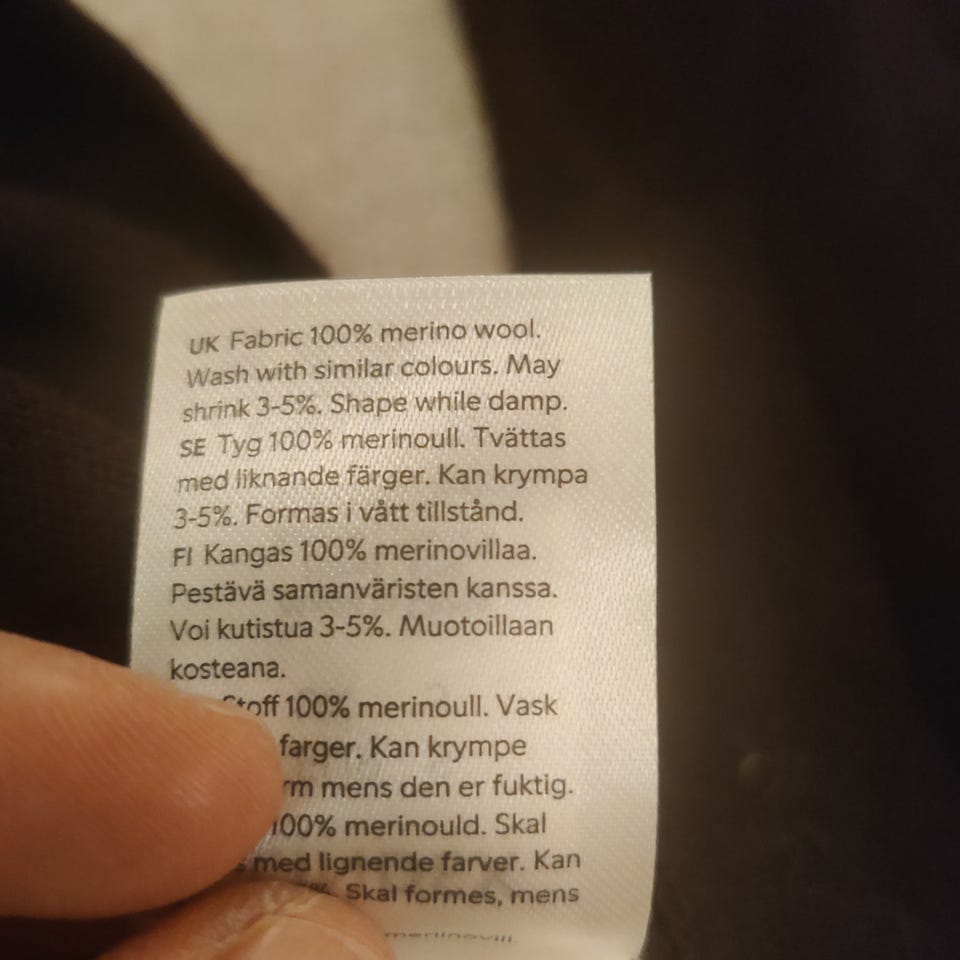 UK Fabric 100% merino wool.
Wash with similar colours. May
shrink 3-5%. Shape while damp.
SE Tyg 100% merinoull. Tvättas
med liknande färger. Kan krympa
3-5%. Formas i vått tillstånd.
FI Kangas 100% merinovillaa.
Pestävä samanväristen kanssa.
Voi kutistua 3-5%. Muotoillaan
kosteana.
Stoff 100% merinoull. Vask
farger. Kan krympe
mens den er fuktig.
100% merinould. Skal
med lignende farver. Kan
Skal formes, mens